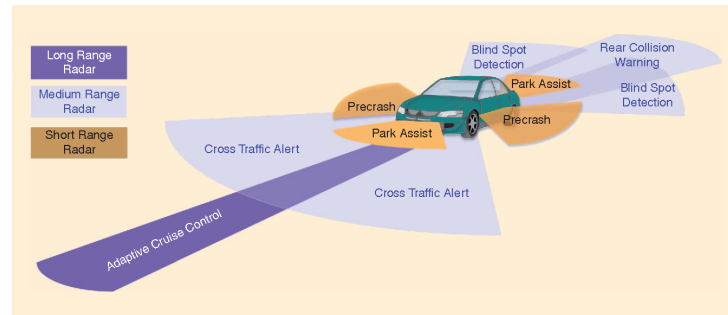 Long Range
Radar
Medium Range
Radar
Short Range
Radar
Blind Spot
Detection
Rear Collision
Warning
Park Assist
Blind Spot
Detection
Precrash
Precrash
Park Assist
Cross Traffic Alert
Cross Traffic Alert
Adaptive Cruise Control